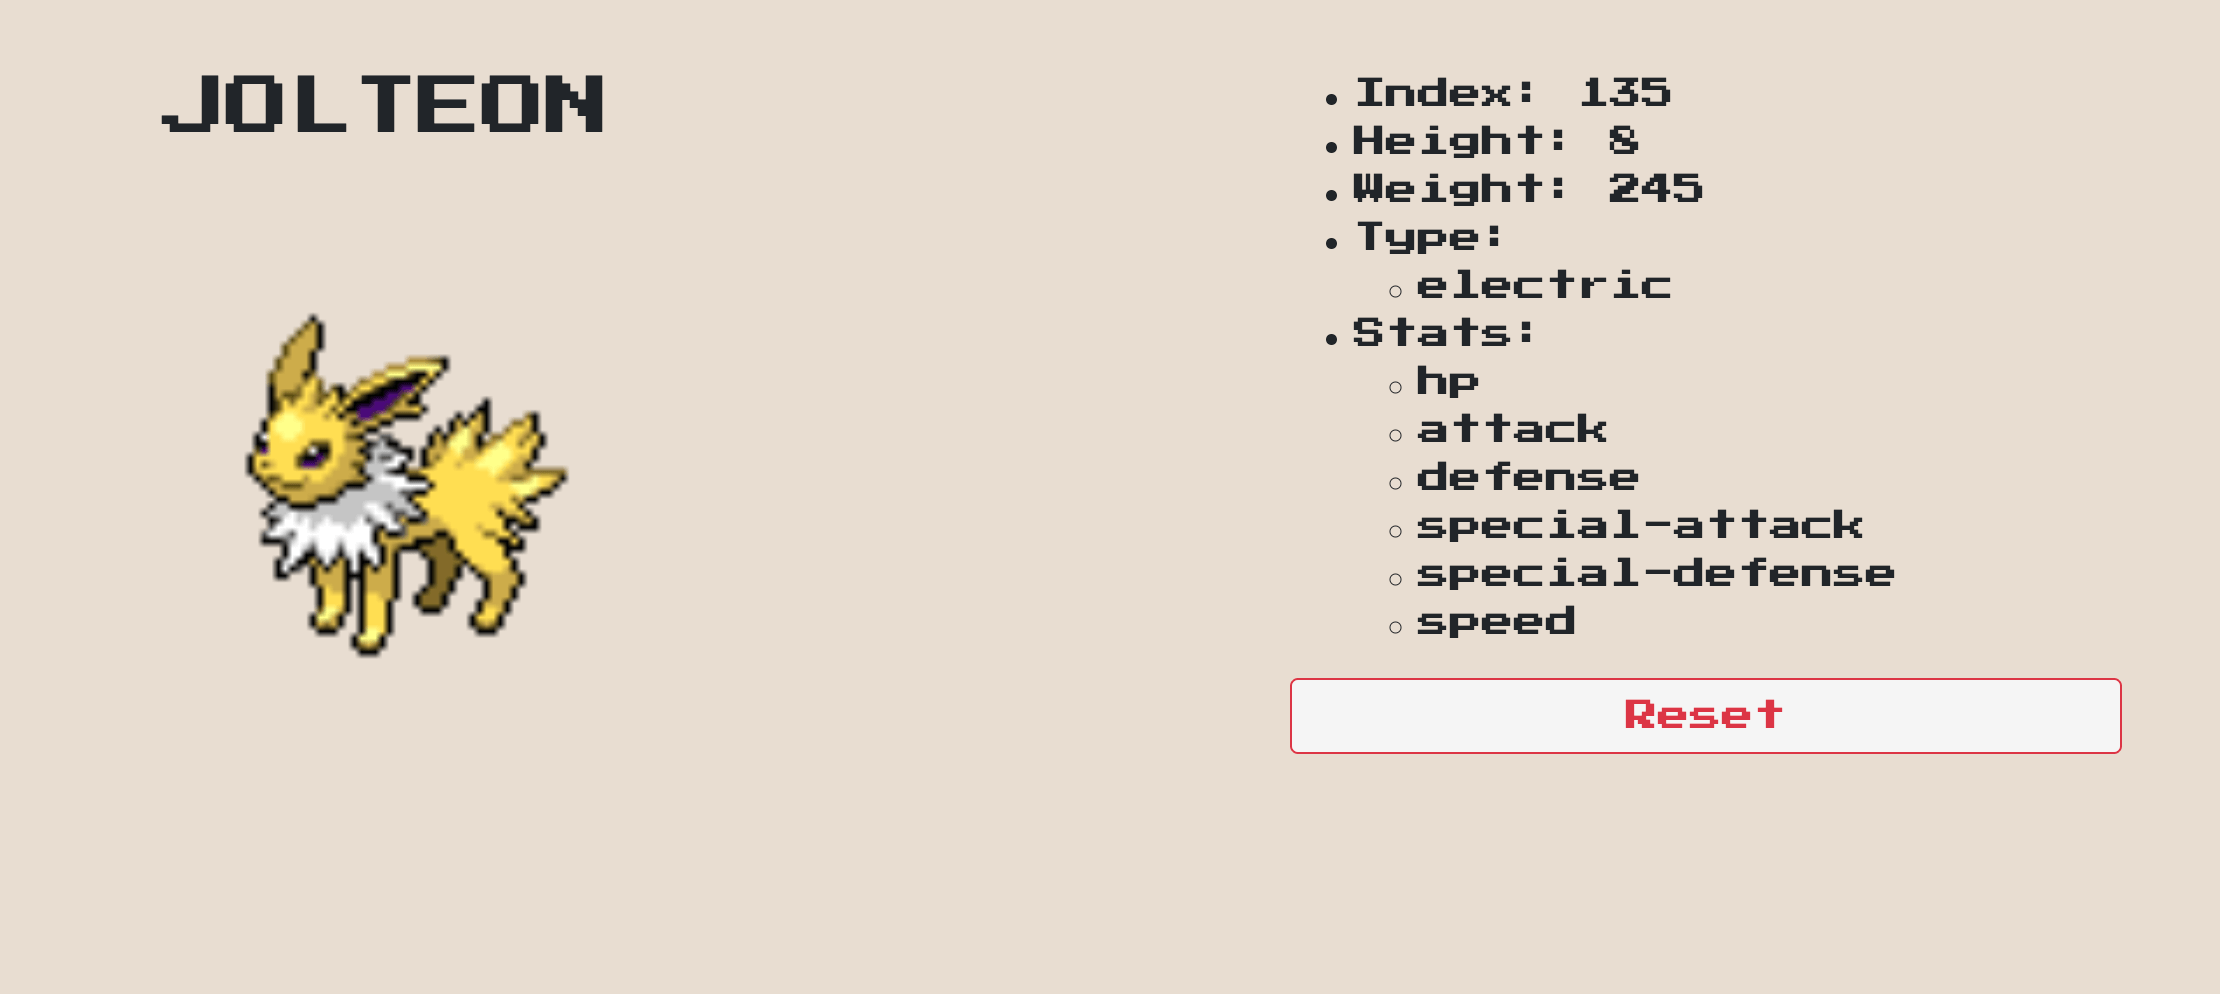 JOLTEON
Index: 135
Height: 8
Weight: 245
Type:
electric
Stats:
hp
attack
defense
special-attack
special-defense
speed
Reset